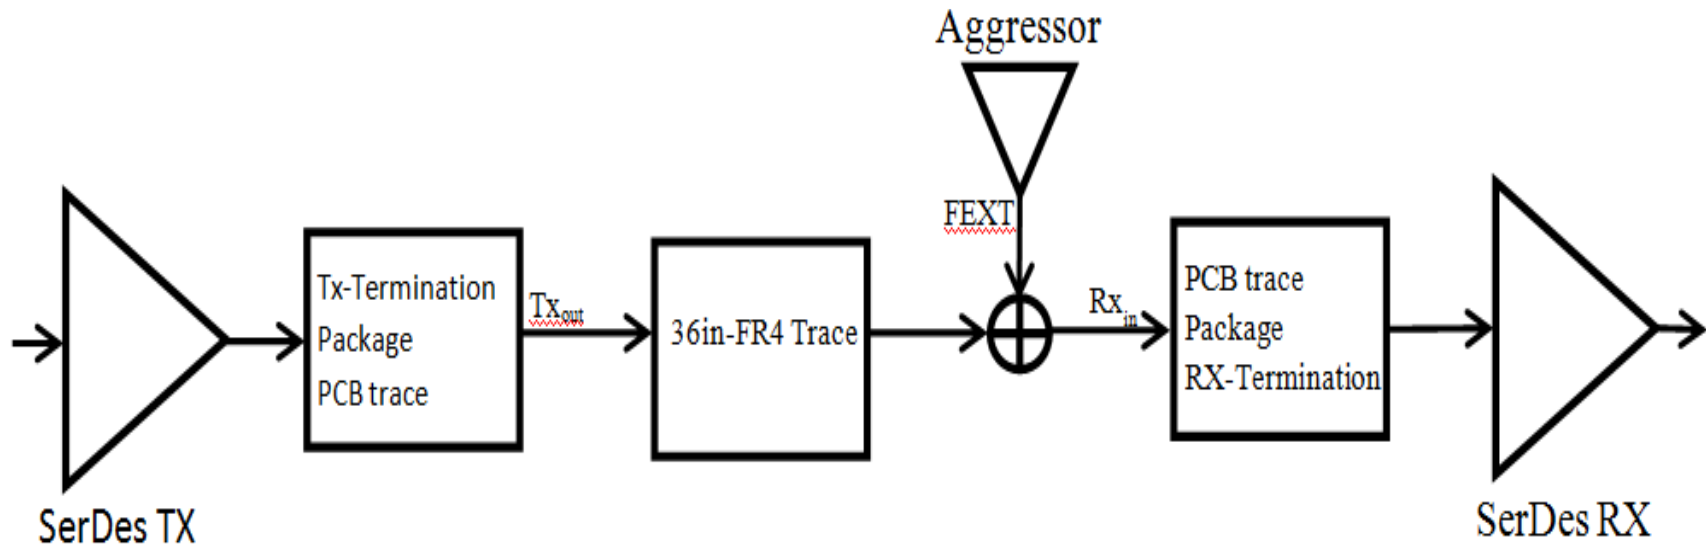 Aggressor
FEXT
Tx-Termination
Package
PCB trace
Txout
36in-FR4 Trace
Rxin
PCB trace
Package
RX-Termination
SerDes TX
SerDes RX